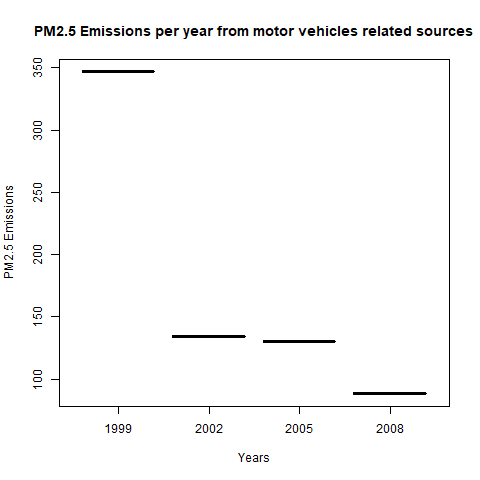 PM2.5 Emissions per year from motor vehicles related sources
350
300
250
200
150
100
PM2.5 Emissions
1999 2002 2005 2008
Years